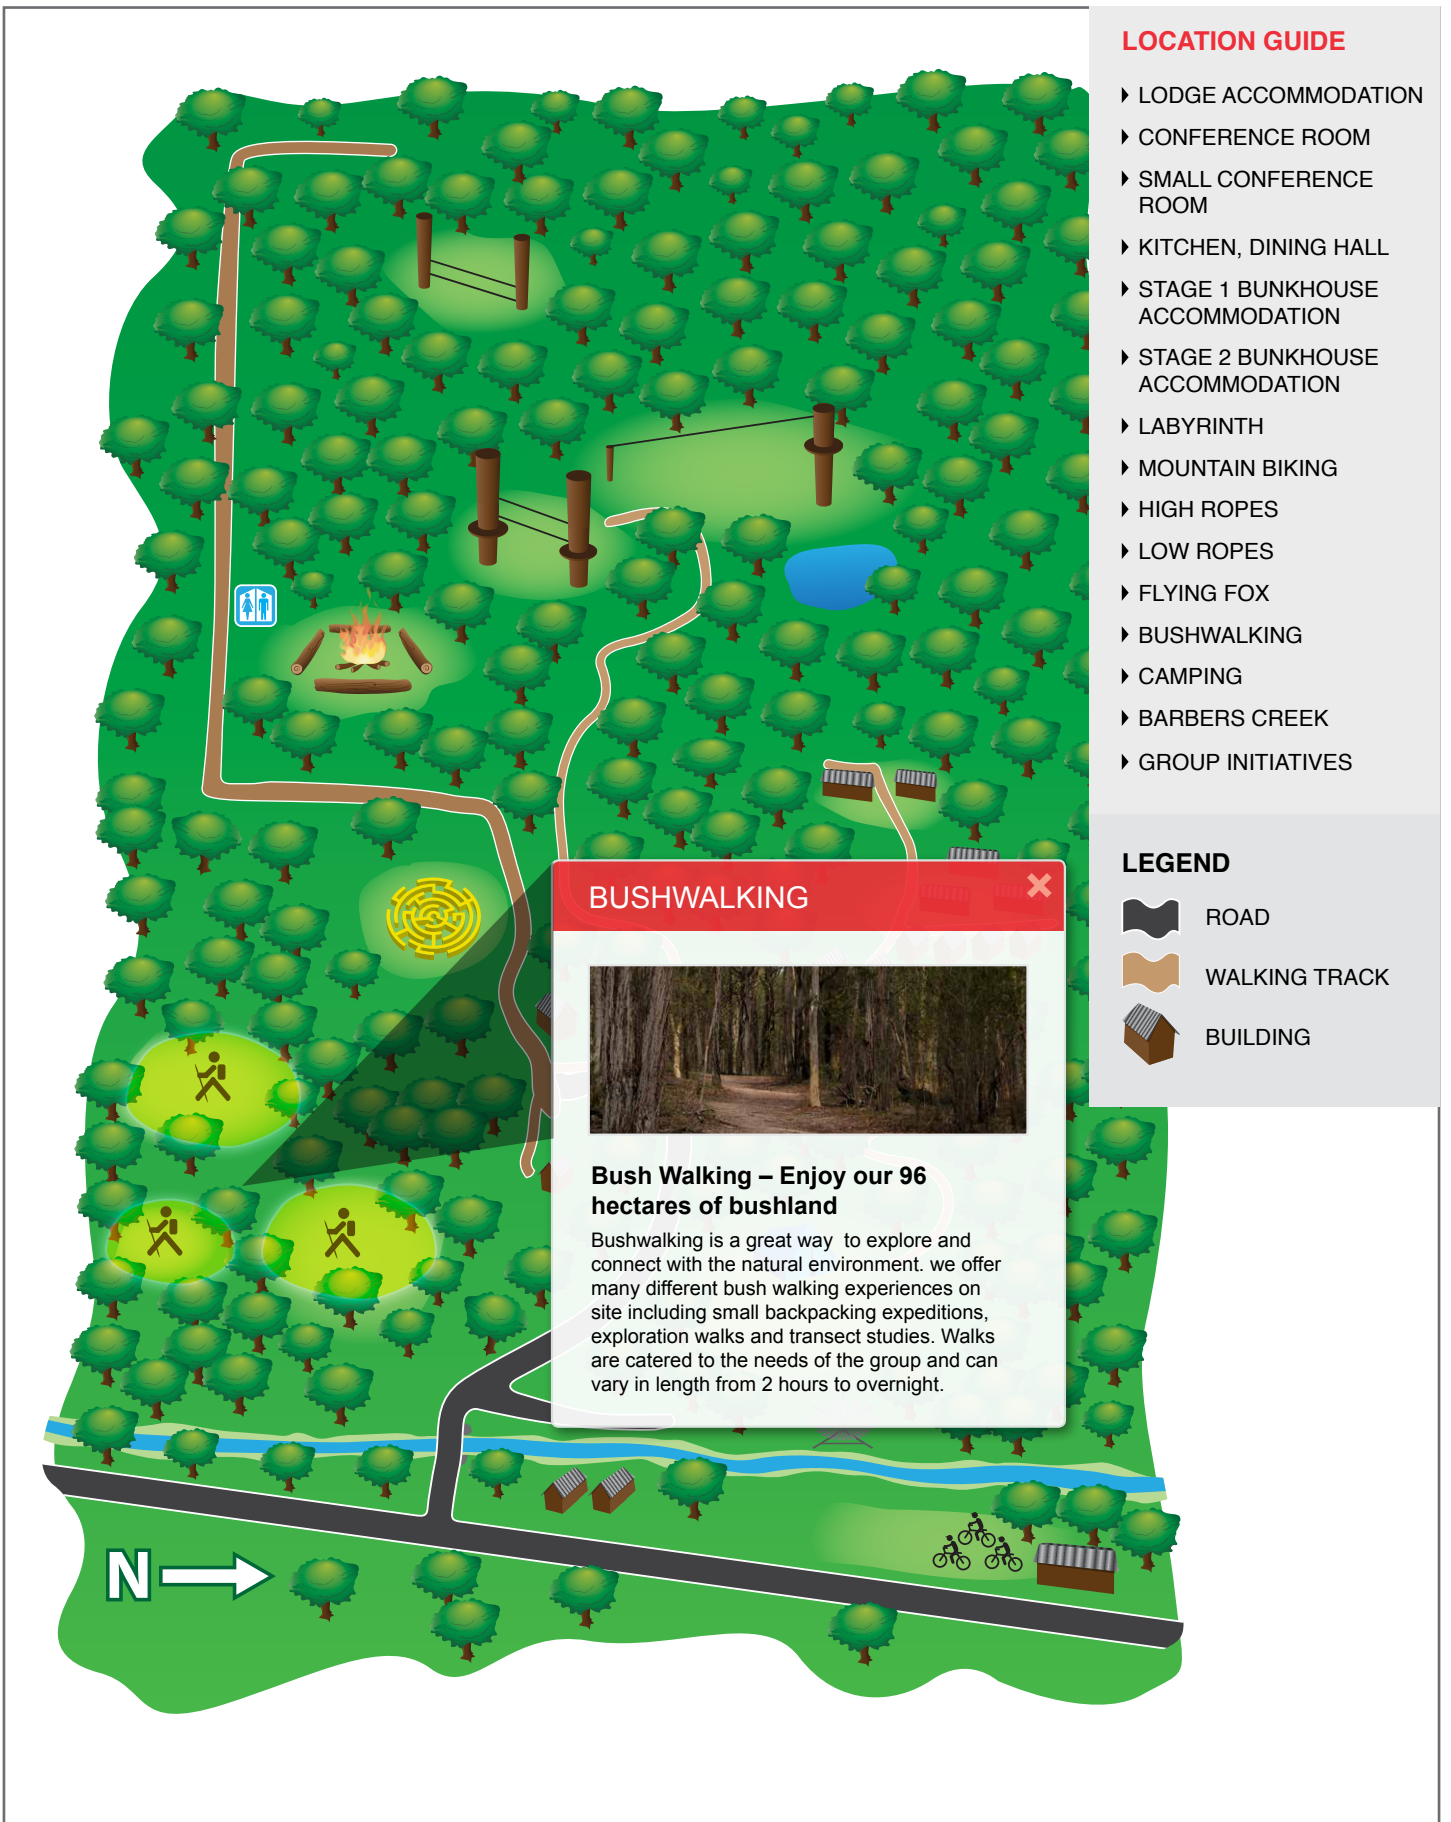 LOCATION GUIDE
LODGE ACCOMMODATION
CONFERENCE ROOM
SMALL CONFERENCE
ROOM
KITCHEN, DINING HALL
STAGE 1 BUNKHOUSE
ACCOMMODATION
STAGE 2 BUNKHOUSE
ACCOMMODATION
LABYRINTH
MOUNTAIN BIKING
HIGH ROPES
LOW ROPES
FLYING FOX
BUSHWALKING
CAMPING
BARBERS CREEK
GROUP INITIATIVES
LEGEND
ROAD
WALKING TRACK
BUILDING
BUSHWALKING
Bush Walking – Enjoy our 96
hectares of bushland
Bushwalking is a great way  to explore and
connect with the natural environment. we offer
many different bush walking experiences on
site including small backpacking expeditions,
exploration walks and transect studies. Walks
are catered to the needs of the group and can
vary in length from 2 hours to overnight.
N